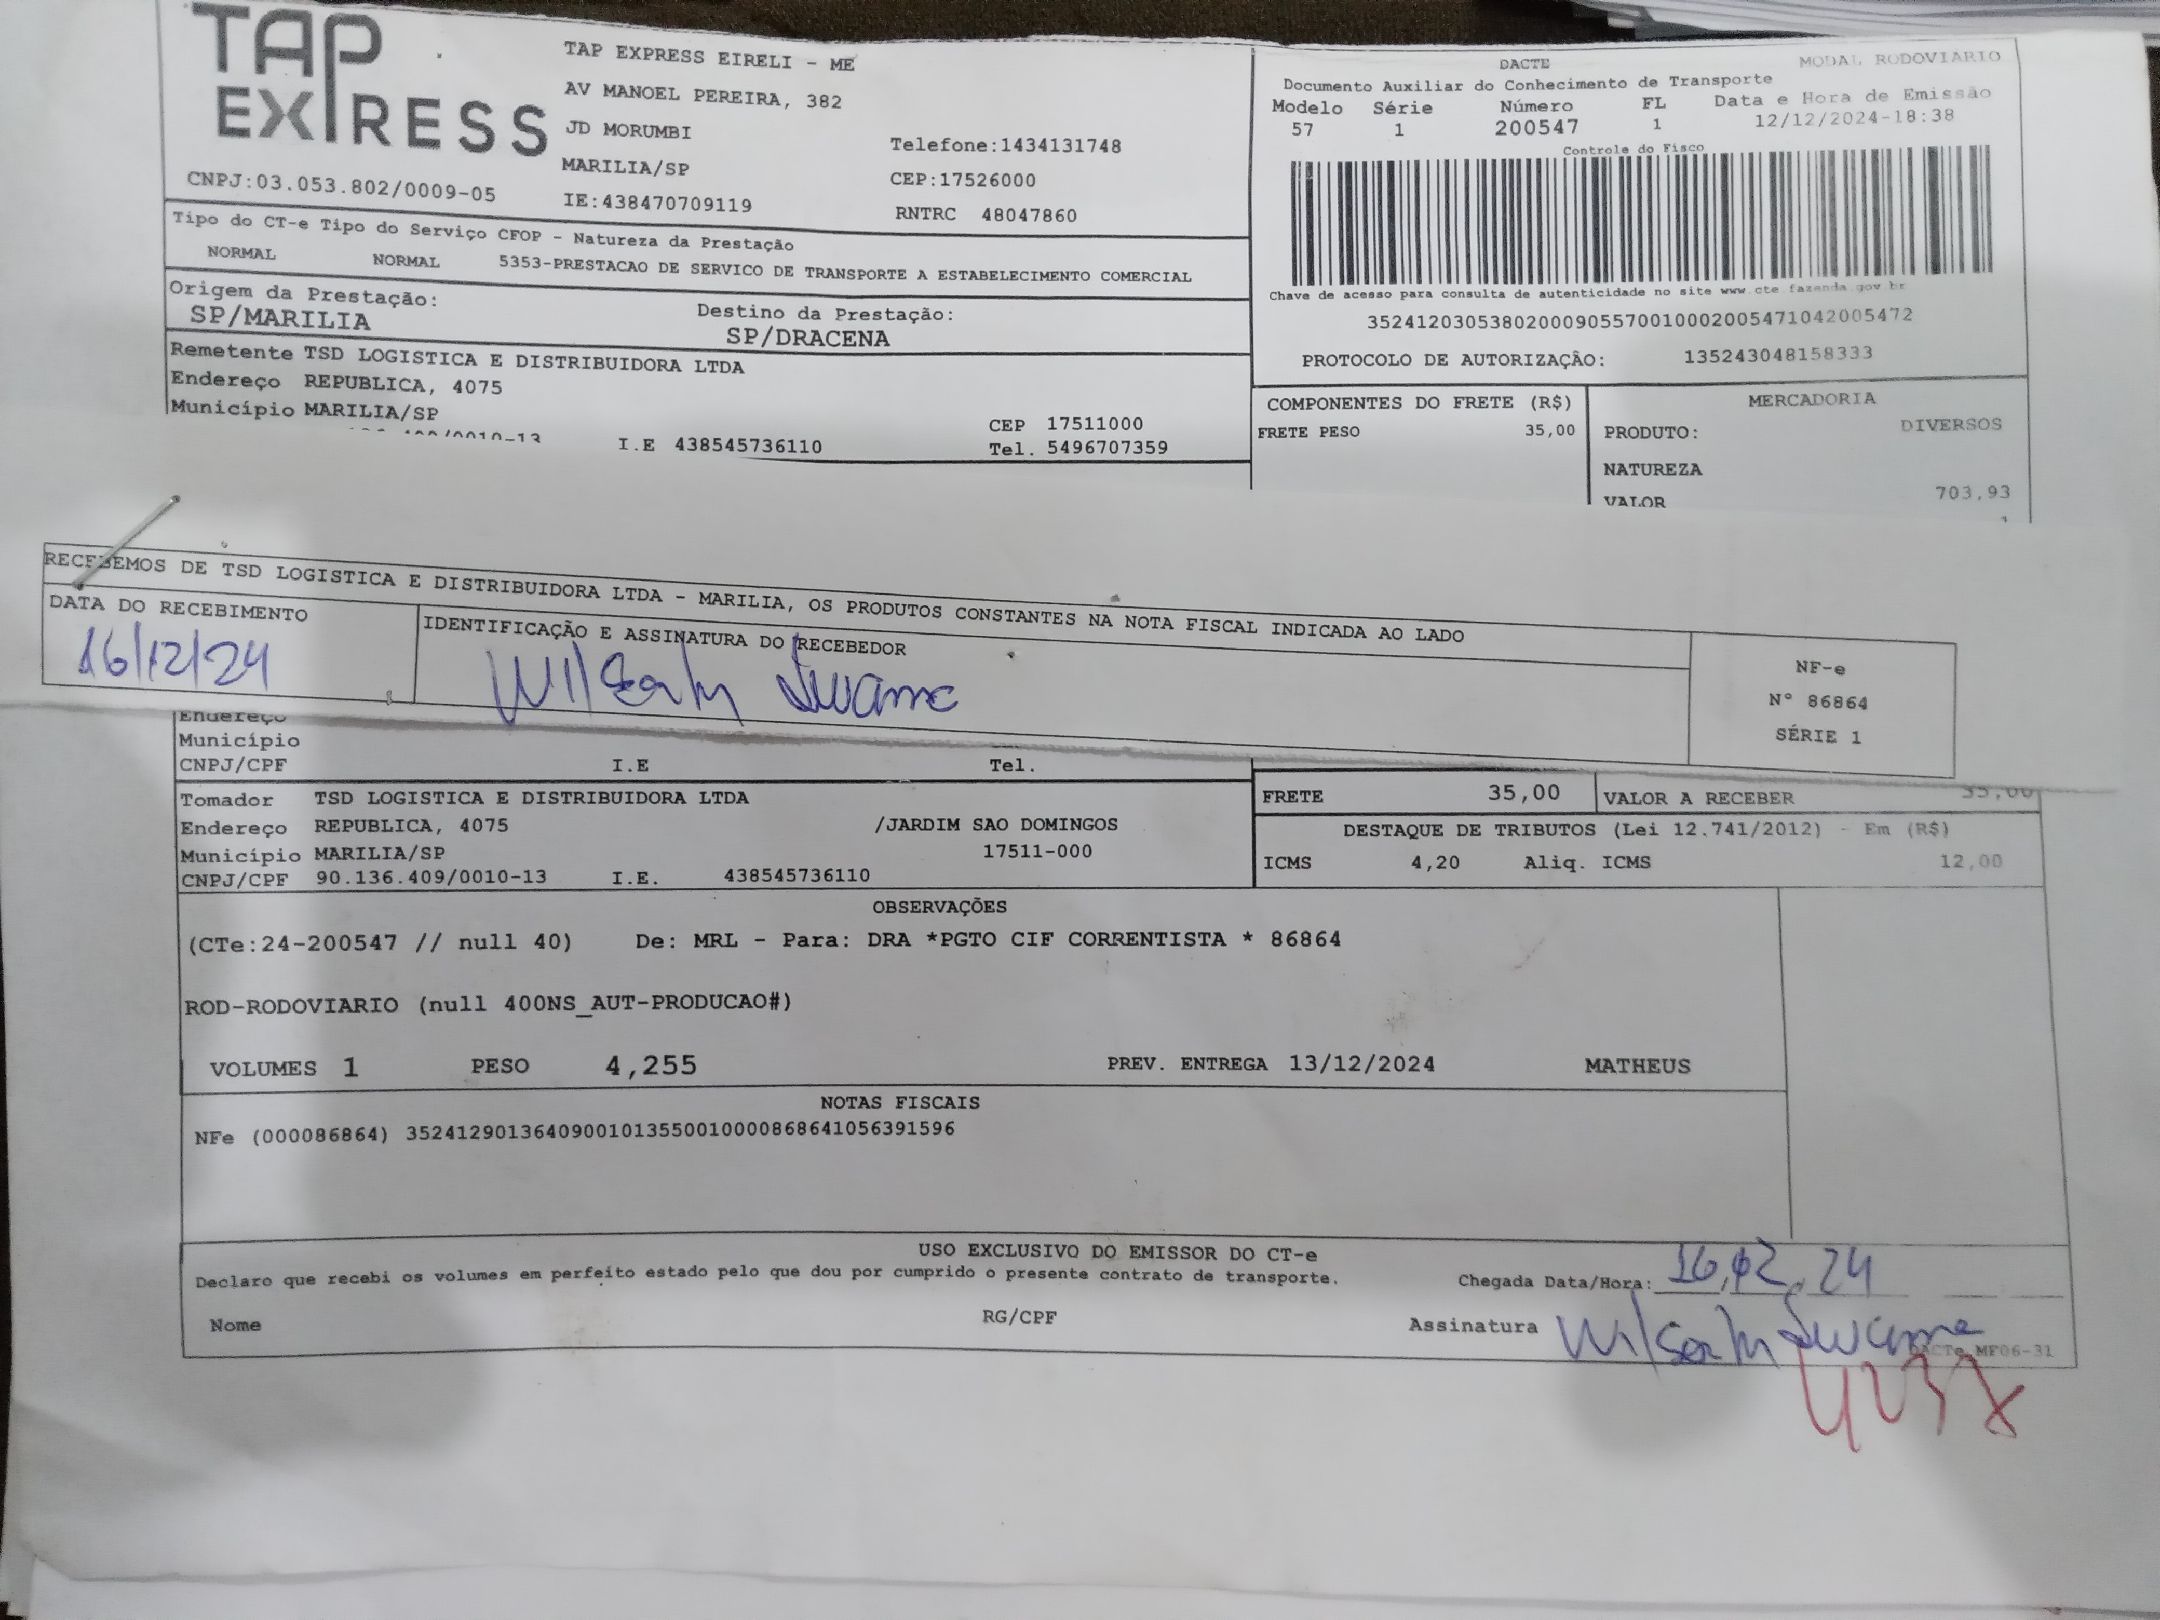 TAP EXPRESS
TAP EXPRESS EIRELI - ME
AV MANOEL PEREIRA, 382
JD MORUMBI
MARILIA/SP
IE:438470709119
Telefone:1434131748
CEP:17526000
RNTRC 48047860
CNPJ:03.053.802/0009-05
DACTE
MODAL RODOVIARIO
Documento Auxiliar do Conhecimento de Transporte
Modelo Série Número FL Data e Hora de Emissão
57 1 200547 1 12/12/2024-18:38
Controle do Fisco
Chave de acesso para consulta de autenticidade no site www.cte.fazenda.gov.br
35241203053802000905570010002005471042005472
PROTOCOLO DE AUTORIZAÇÃO: 135243048158333
Tipo do CT-e Tipo do Serviço CFOP - Natureza da Prestação
NORMAL NORMAL 5353-PRESTACAO DE SERVICO DE TRANSPORTE A ESTABELECIMENTO COMERCIAL
Origem da Prestação: Destino da Prestação:
SP/MARILIA SP/DRACENA
Remetente TSD LOGISTICA E DISTRIBUIDORA LTDA
Endereço REPUBLICA, 4075
Município MARILIA/SP CEP 17511000
I.E 438545736110 Tel. 5496707359
COMPONENTES DO FRETE (R$)
FRETE PESO 35,00
MERCADORIA
PRODUTO: DIVERSOS
NATUREZA
VALOR 703,93
RECEBEMOS DE TSD LOGISTICA E DISTRIBUIDORA LTDA - MARILIA, OS PRODUTOS CONSTANTES NA NOTA FISCAL INDICADA AO LADO
DATA DO RECEBIMENTO
16/12/24
IDENTIFICAÇÃO E ASSINATURA DO RECEBEDOR
NF-e
Nº 86864
SÉRIE 1
Endereço
Município
CNPJ/CPF I.E Tel.
Tomador TSD LOGISTICA E DISTRIBUIDORA LTDA
Endereço REPUBLICA, 4075 /JARDIM SAO DOMINGOS
Município MARILIA/SP 17511-000
CNPJ/CPF 90.136.409/0010-13 I.E. 438545736110
FRETE 35,00 VALOR A RECEBER 35,00
DESTAQUE DE TRIBUTOS (Lei 12.741/2012) - Em (R$)
ICMS 4,20 Aliq. ICMS 12,00
OBSERVAÇÕES
(CTe:24-200547 // null 40) De: MRL - Para: DRA *PGTO CIF CORRENTISTA * 86864
ROD-RODOVIARIO (null 400NS_AUT-PRODUCAO#)
VOLUMES 1 PESO 4,255 PREV. ENTREGA 13/12/2024 MATHEUS
NOTAS FISCAIS
NFe (000086864) 35241290136409001013550010000868641056391596
USO EXCLUSIVO DO EMISSOR DO CT-e
Declaro que recebi os volumes em perfeito estado pelo que dou por cumprido o presente contrato de transporte.
Chegada Data/Hora: 16,12,24
Nome RG/CPF Assinatura
DACTe MF06-31